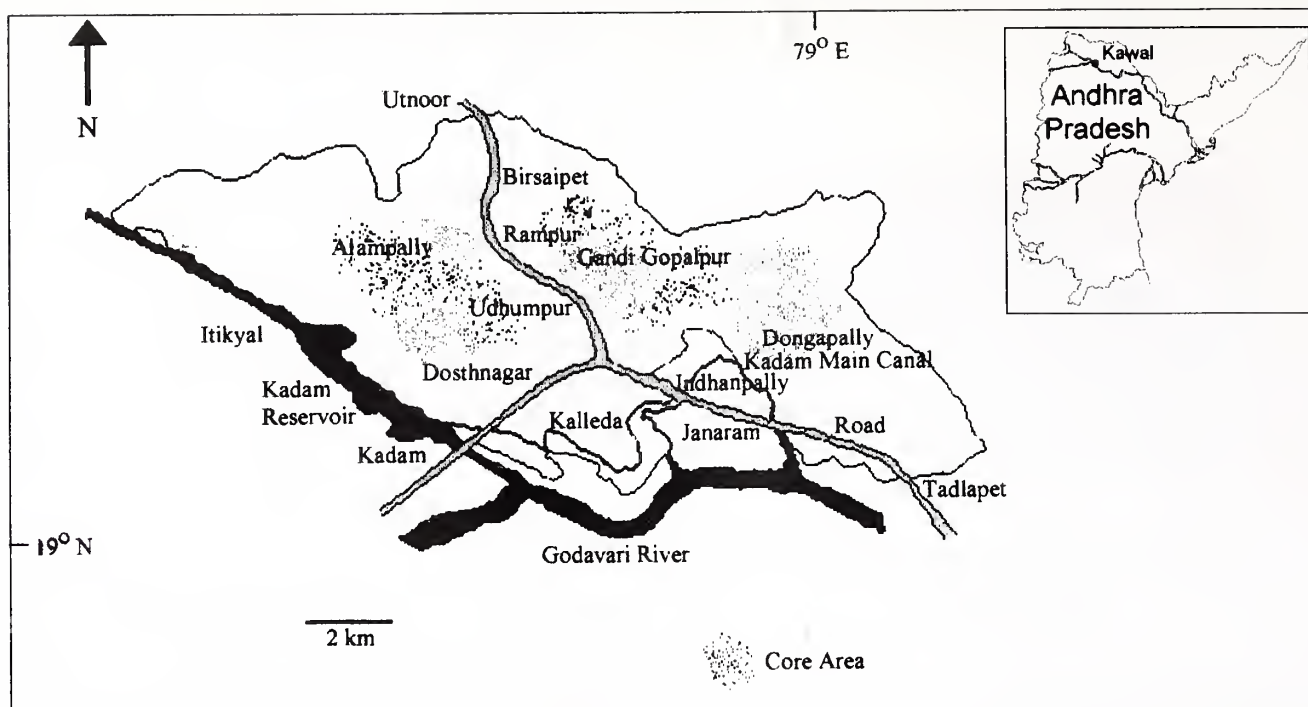 79° E
Kawal
Andhra
Pradesh
N
Utnoor
Birsaipet
Rampur
Alampally
Gandi Gopalpur
Udhumpur
Itikyal
Dongapally
Kadam Main Canal
Dosthnagar
Indhanpally
Kadam
Reservoir
Kalleda
Janaram
Road
Kadam
Tadlapet
19° N
Godavari River
2 km
Core Area